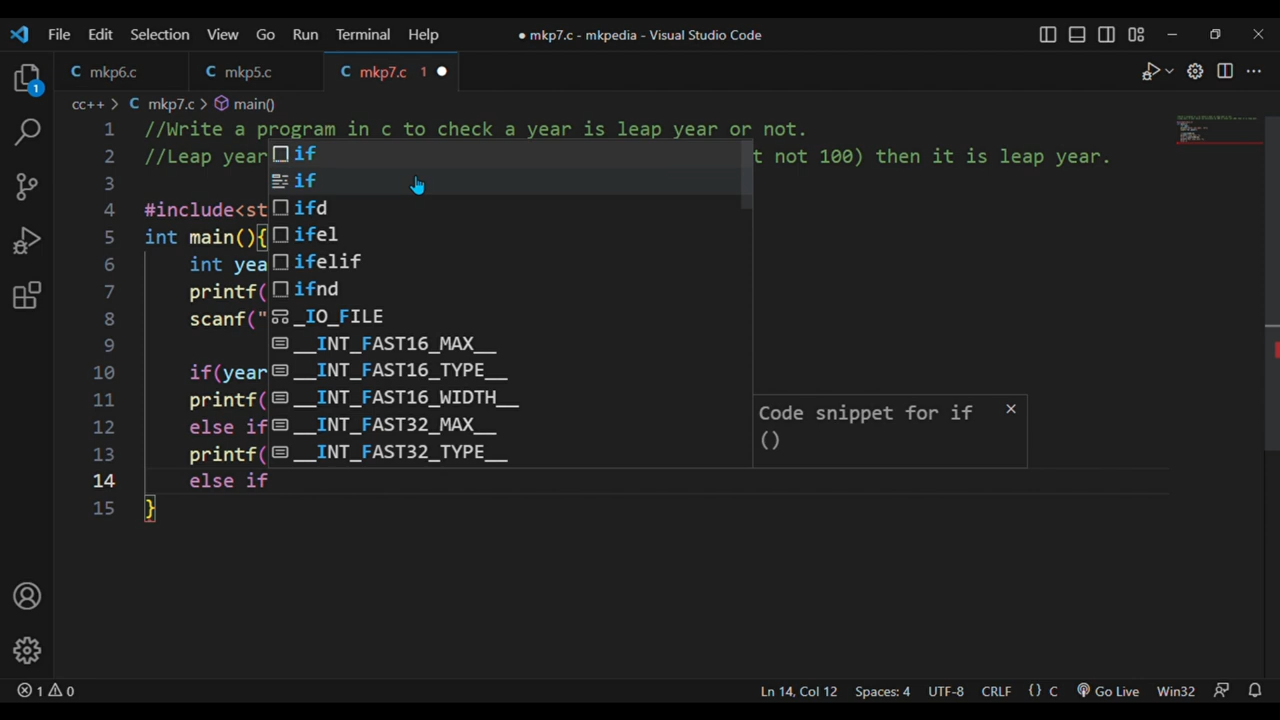 File Edit Selection View Go Run Terminal Help ● mkp7.c - mkpedia - Visual Studio Code
C mkp6.c C mkp5.c C mkp7.c 1 ●
1
cc++ > C mkp7.c > main()
1 //Write a program in c to check a year is leap year or not.
2 //Leap year t not 100) then it is leap year.
3
4 #include<st
5 int main(){
6 int yea
7 printf(
8 scanf("
9
10 if(year
11 printf(
12 else if
13 printf(
14 else if
15 }
if
if
ifd
ifel
ifelif
ifnd
_IO_FILE
__INT_FAST16_MAX__
__INT_FAST16_TYPE__
__INT_FAST16_WIDTH__
__INT_FAST32_MAX__
__INT_FAST32_TYPE__
Code snippet for if
()
1 0 Ln 14, Col 12 Spaces: 4 UTF-8 CRLF {} C Go Live Win32